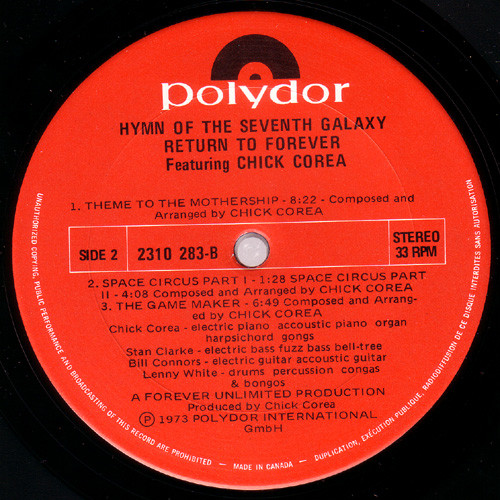 polydor
HYMN OF THE SEVENTH GALAXY
RETURN TO FOREVER
Featuring CHICK COREA
1. THEME TO THE MOTHERSHIP - 8:22 - Composed and
Arranged by CHICK COREA
SIDE 2
2310 283-B
STEREO
33 RPM
2. SPACE CIRCUS PART I - 1:28 SPACE CIRCUS PART
II - 4:08 Composed and Arranged by CHICK COREA
3. THE GAME MAKER - 6:49 Composed and Arrang-
ed by CHICK COREA
Chick Corea - electric piano accoustic piano organ
harpsichord gongs
Stan Clarke - electric bass fuzz bass bell-tree
Bill Connors - electric guitar accoustic guitar
Lenny White - drums percussion congas
& bongos
A FOREVER UNLIMITED PRODUCTION
Produced by Chick Corea
℗ 1973 POLYDOR INTERNATIONAL
GmbH
UNAUTHORIZED COPYING, PUBLIC PERFORMANCE AND BROADCASTING OF THIS RECORD ARE PROHIBITED - MADE IN CANADA - DUPLICATION, EXÉCUTION PUBLIQUE, RADIODIFFUSION DE CE DISQUE INTERDITES SANS AUTORISATION